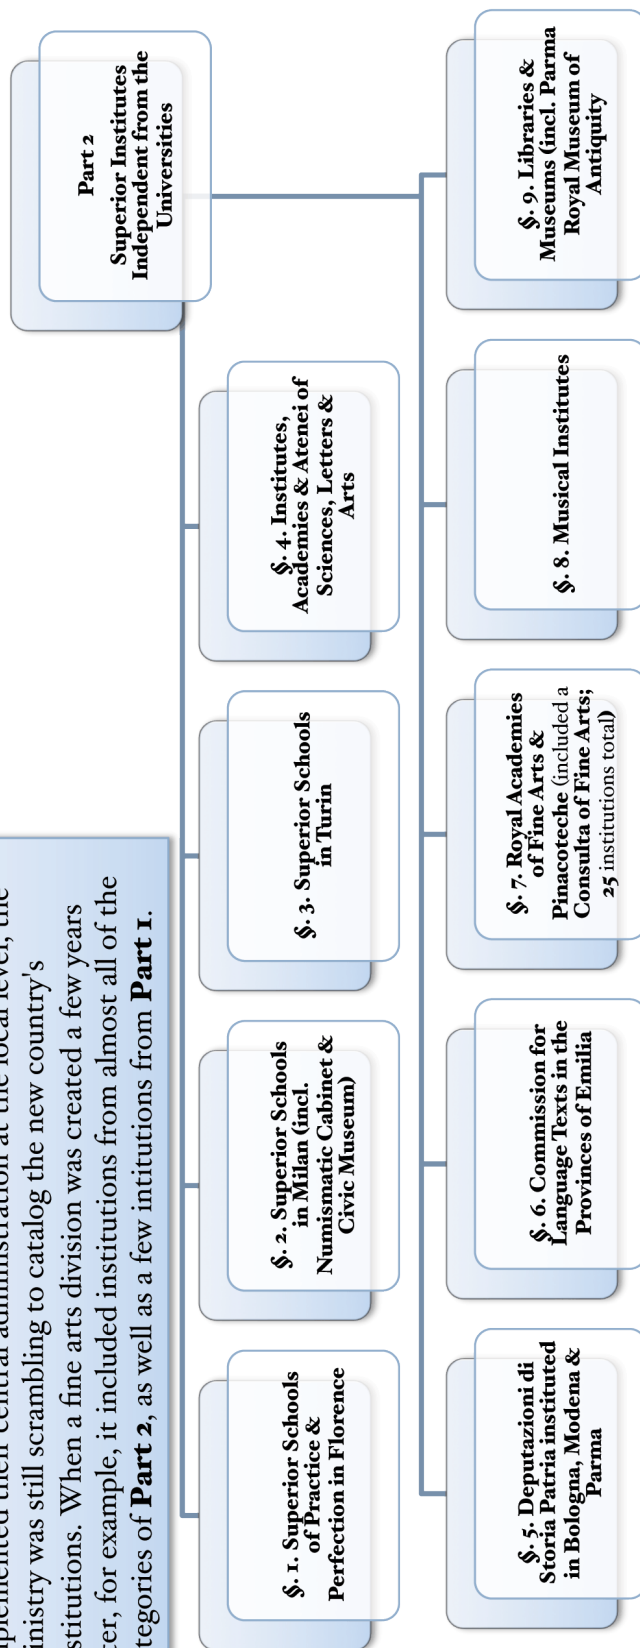 Part 2
Superior Institutes
Independent from the
Universities
plemented their central administration at the local level, the
inistry was still scrambling to catalog the new country's
stitutions. When a fine arts division was created a few years
ter, for example, it included institutions from almost all of the
tegories of Part 2, as well as a few intitutions from Part 1.
§. 1. Superior Schools
of Practice &
Perfection in Florence
§. 2. Superior Schools
in Milan (incl.
Numismatic Cabinet &
Civic Museum)
§. 3. Superior Schools
in Turin
§. 4. Institutes,
Academies & Atenei of
Sciences, Letters &
Arts
§. 5. Deputazioni di
Storia Patria instituted
in Bologna, Modena &
Parma
§. 6. Commission for
Language Texts in the
Provinces of Emilia
§. 7. Royal Academies
of Fine Arts &
Pinacoteche (included a
Consulta of Fine Arts;
25 institutions total)
§. 8. Musical Institutes
§. 9. Libraries &
Museums (incl. Parma
Royal Museum of
Antiquity